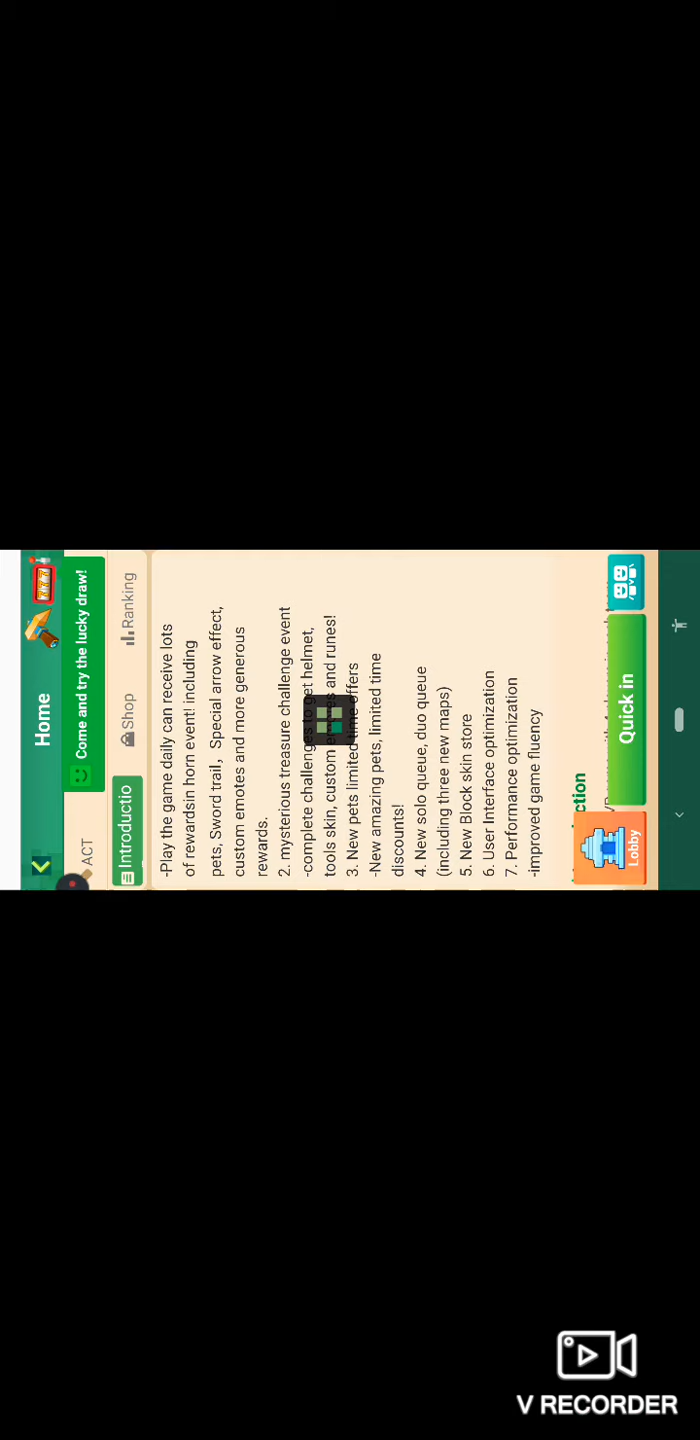 Home
Come and try the lucky draw!
ACT
Introductio
Shop
Ranking
-Play the game daily can receive lots
of rewardsin horn event! including
pets, Sword trail, Special arrow effect,
custom emotes and more generous
rewards.
2. mysterious treasure challenge event
-complete challenges to get helmet,
tools skin, custom and runes!
3. New pets limited time offers
-New amazing pets, limited time
discounts!
4. New solo queue, duo queue
(including three new maps)
5. New Block skin store
6. User Interface optimization
7. Performance optimization
-improved game fluency
ction
Lobby
Quick in
V RECORDER